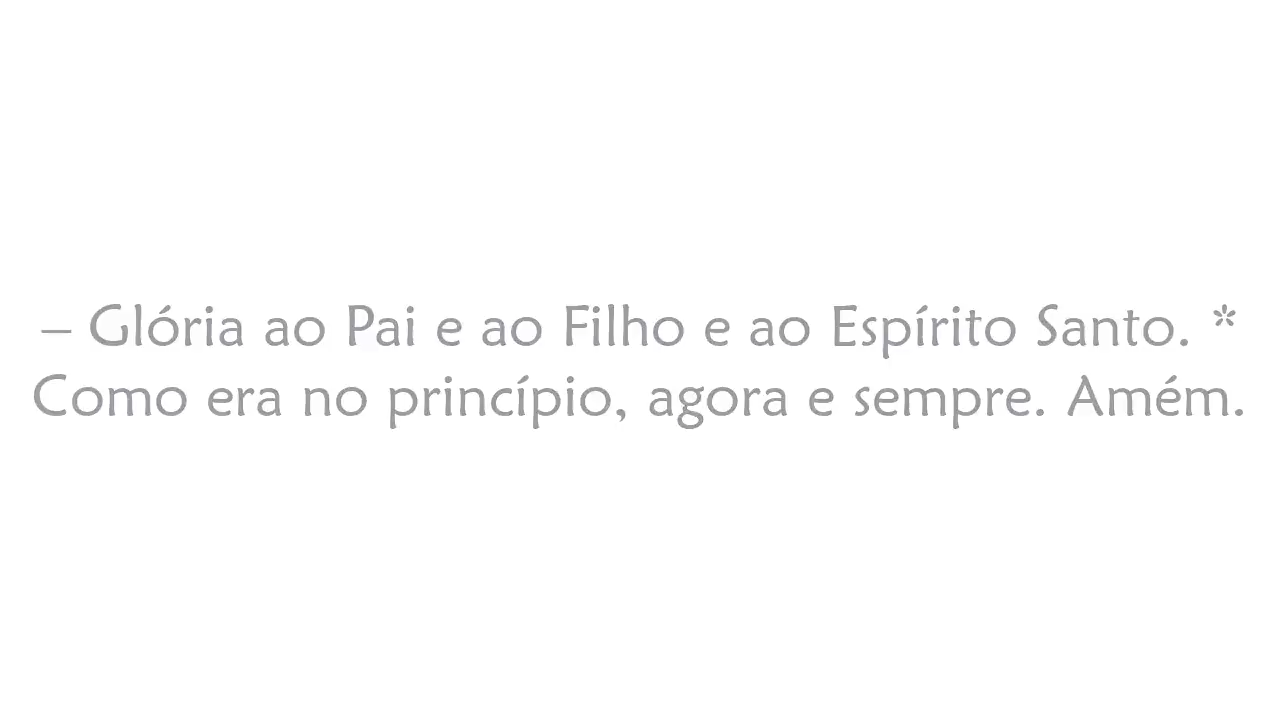 – Glória ao Pai e ao Filho e ao Espírito Santo. *
Como era no princípio, agora e sempre. Amém.